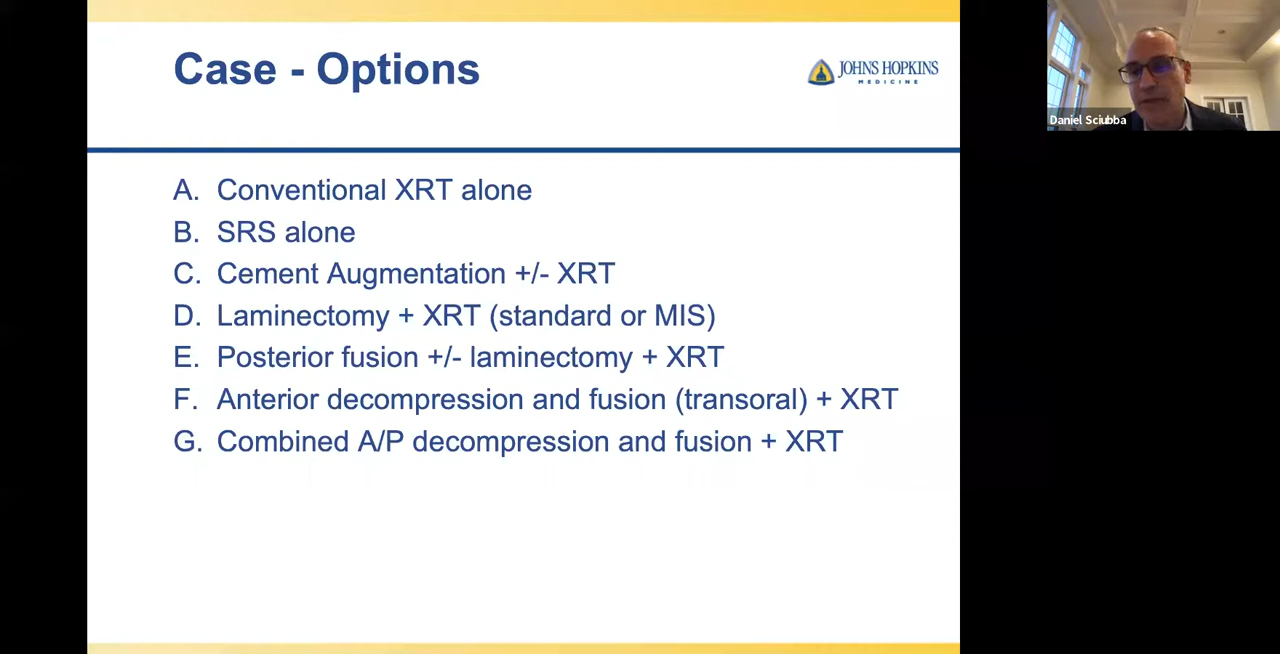 Case - Options
JOHNS HOPKINS
MEDICINE
A. Conventional XRT alone
B. SRS alone
C. Cement Augmentation +/- XRT
D. Laminectomy + XRT (standard or MIS)
E. Posterior fusion +/- laminectomy + XRT
F. Anterior decompression and fusion (transoral) + XRT
G. Combined A/P decompression and fusion + XRT
Daniel Sciubba